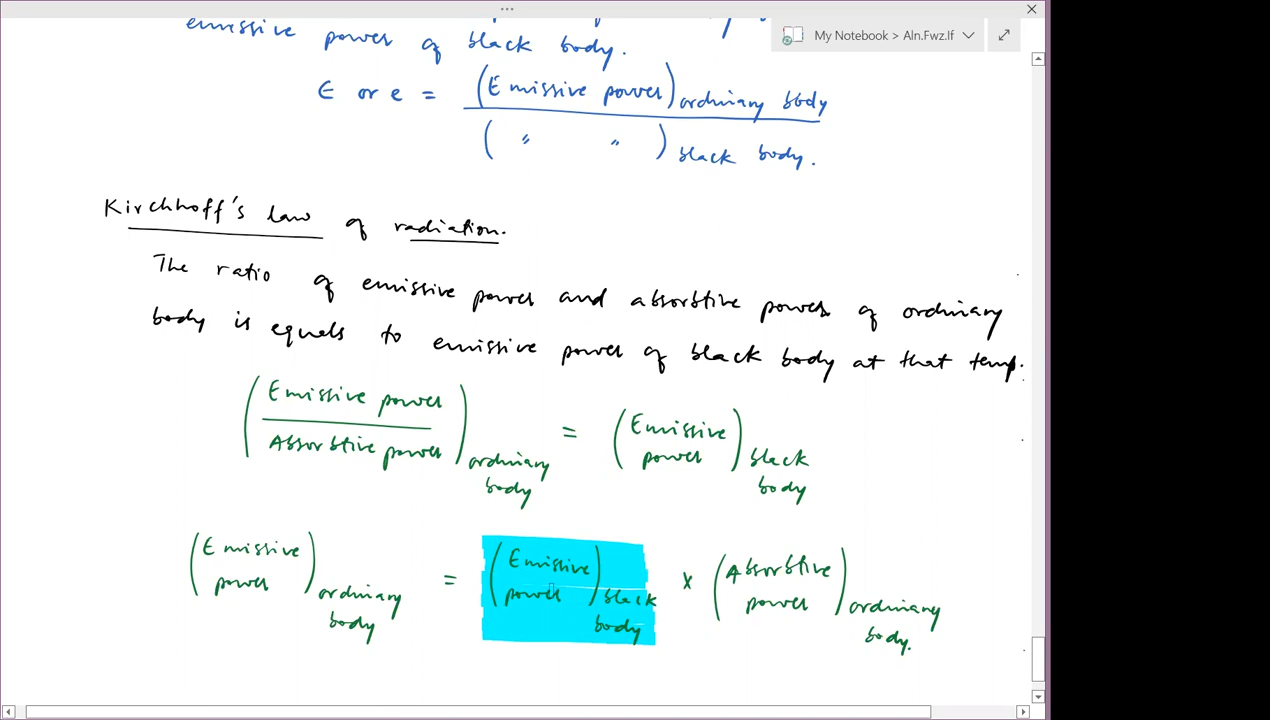 My Notebook > Aln.Fwz.If
emissive
power of black body.
ϵ or e = (Emissive power) ordinary body
( " " ) black body.
Kirchhoff's law of radiation.
The ratio of emissive power and absorbtive power of ordinary
body is equals to emissive power of black body at that temp.
(Emissive power / Absorbtive power) ordinary body = (Emissive power) black body
(Emissive power) ordinary body = (Emissive power) black body × (Absorbtive power) ordinary body.